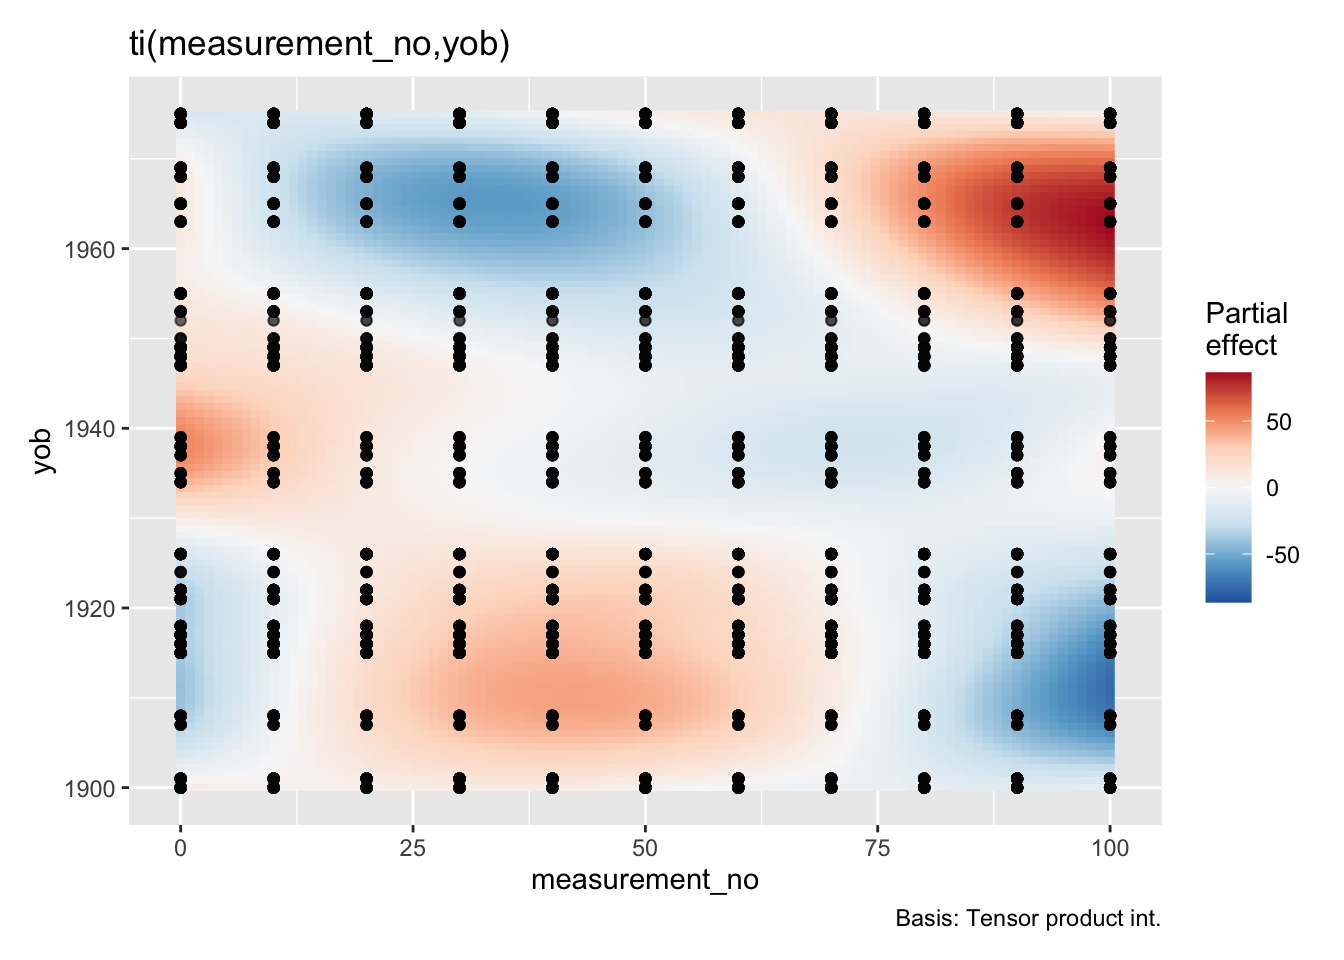 ti(measurement_no,yob)
yob
1960
1940
1920
1900
0 25 50 75 100
measurement_no
Partial
effect
50
0
-50
Basis: Tensor product int.